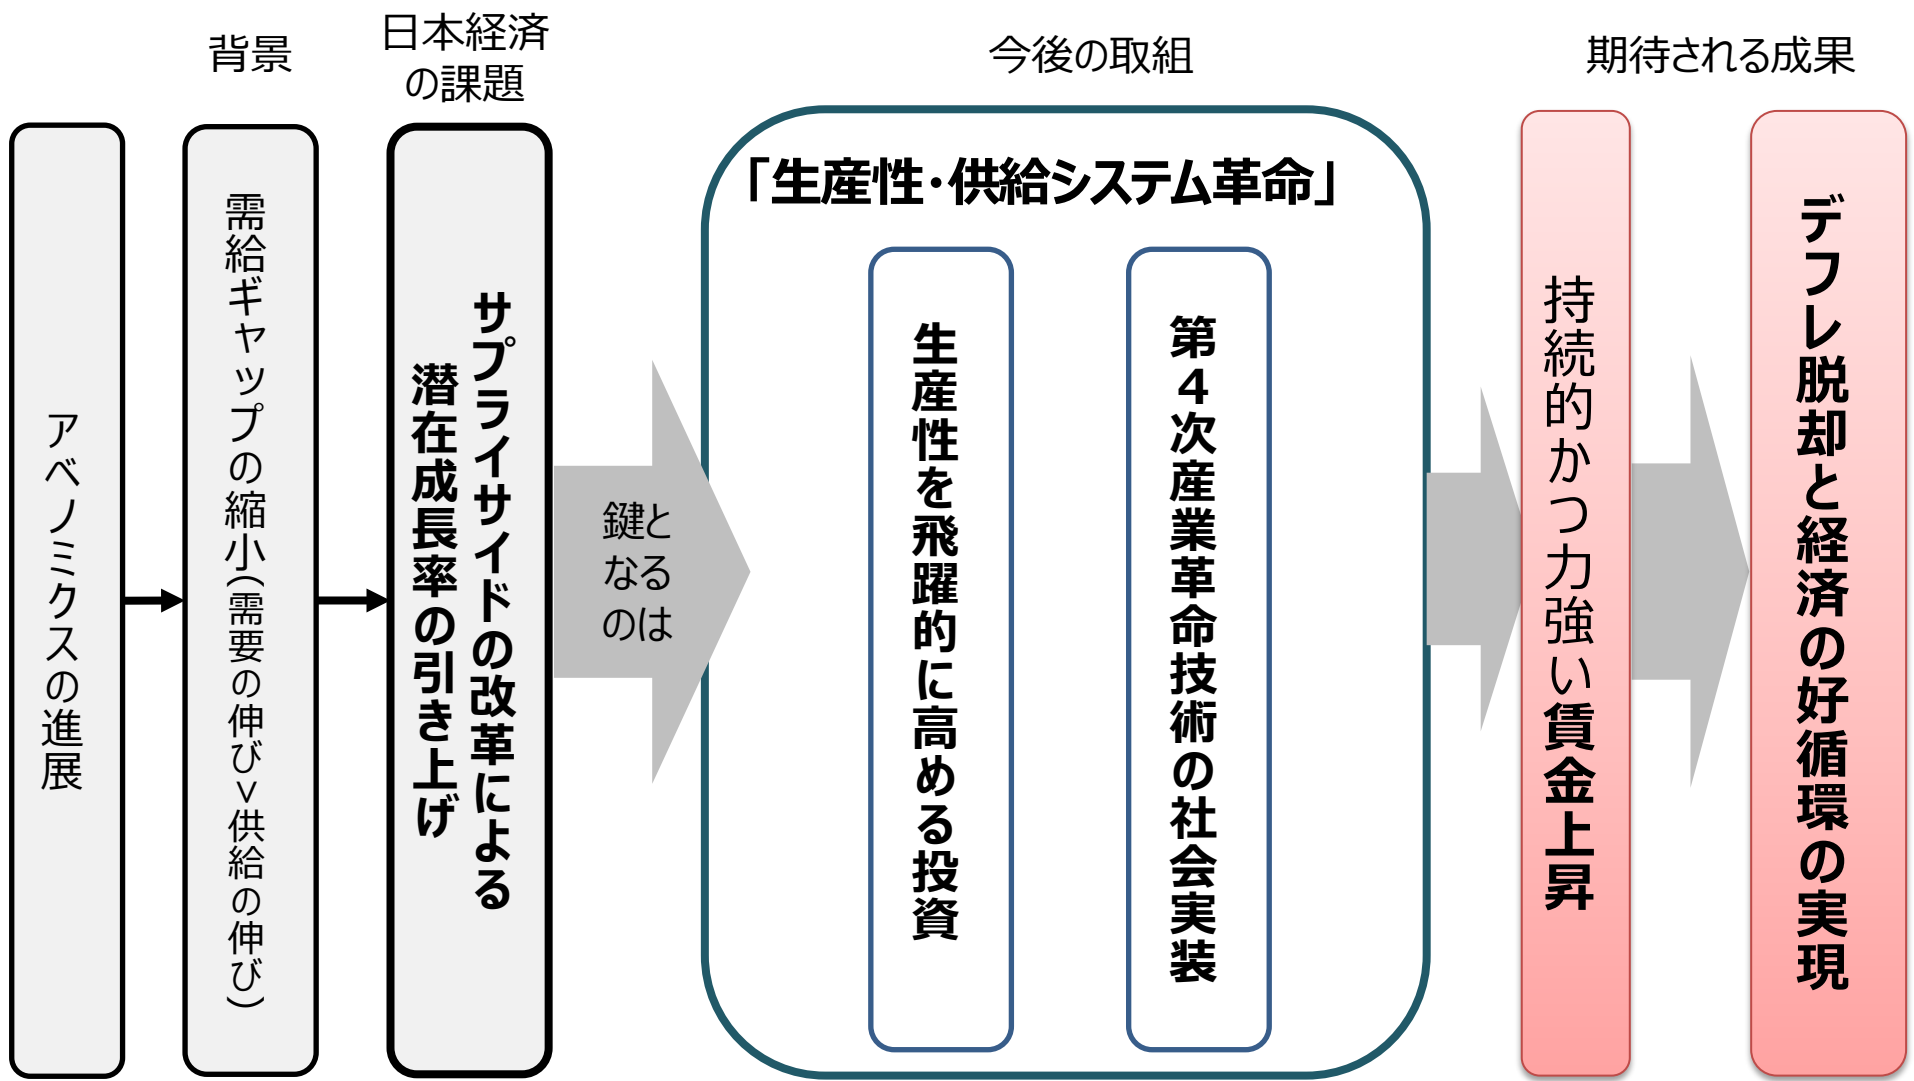 背景
日本経済
の課題
今後の取組
期待される成果
アベノミクスの進展
需給ギャップの縮小(需要の伸び>供給の伸び)
サプライサイドの改革による
潜在成長率の引き上げ
鍵と
なる
のは
「生産性・供給システム革命」
生産性を飛躍的に高める投資
第4次産業革命技術の社会実装
持続的かつ力強い賃金上昇
デフレ脱却と経済の好循環の実現